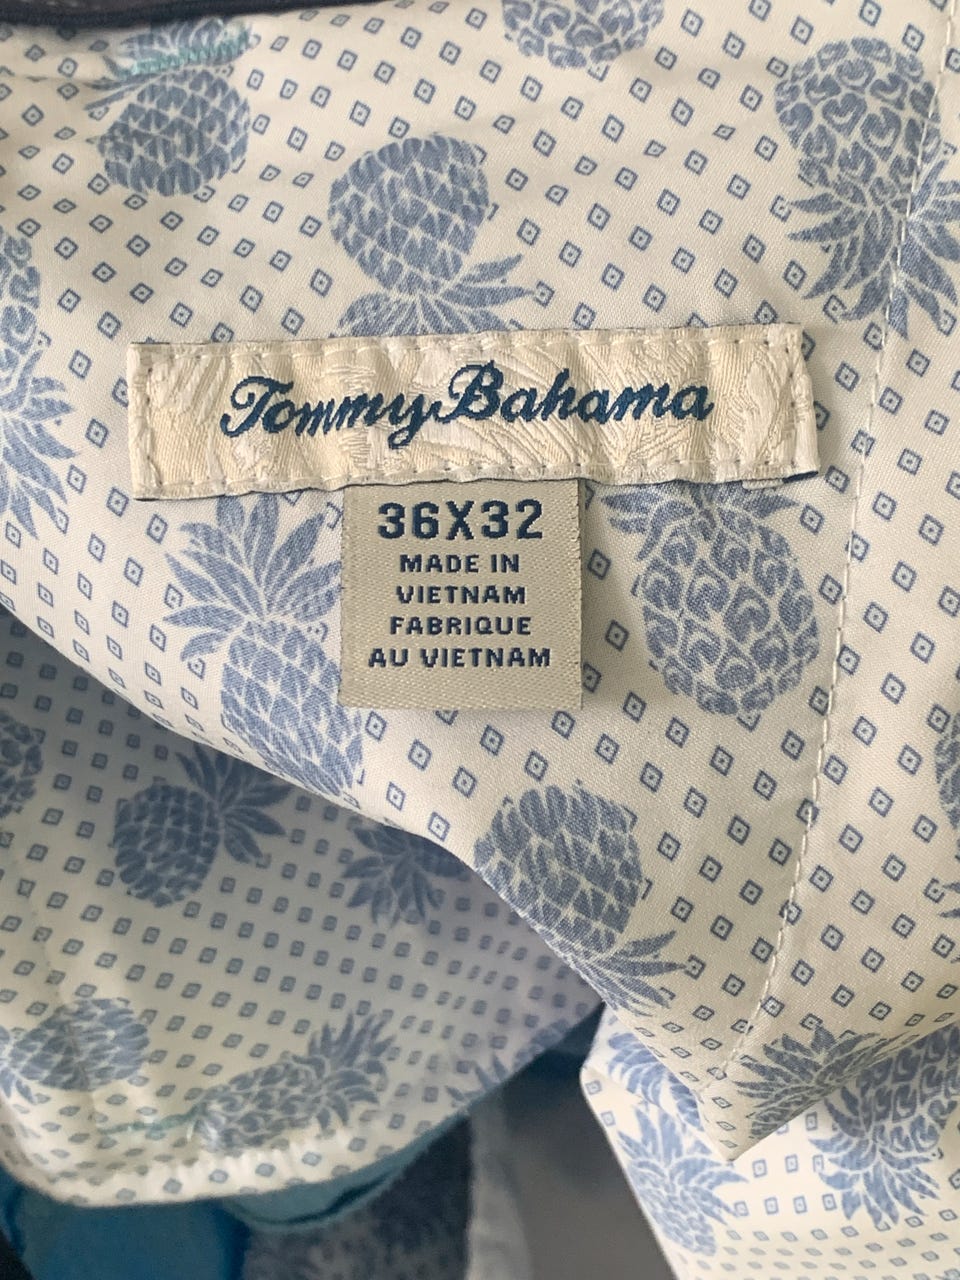 Tommy Bahama
36X32
MADE IN
VIETNAM
FABRIQUE
AU VIETNAM